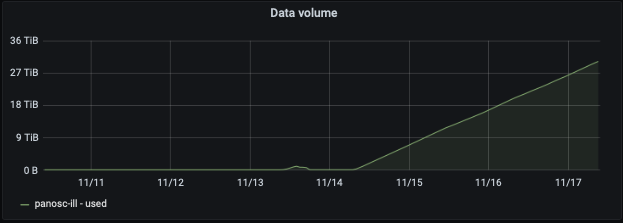 Data volume
36 TiB
27 TiB
18 TiB
9 TiB
0 B
11/11 11/12 11/13 11/14 11/15 11/16 11/17
panosc-ill - used